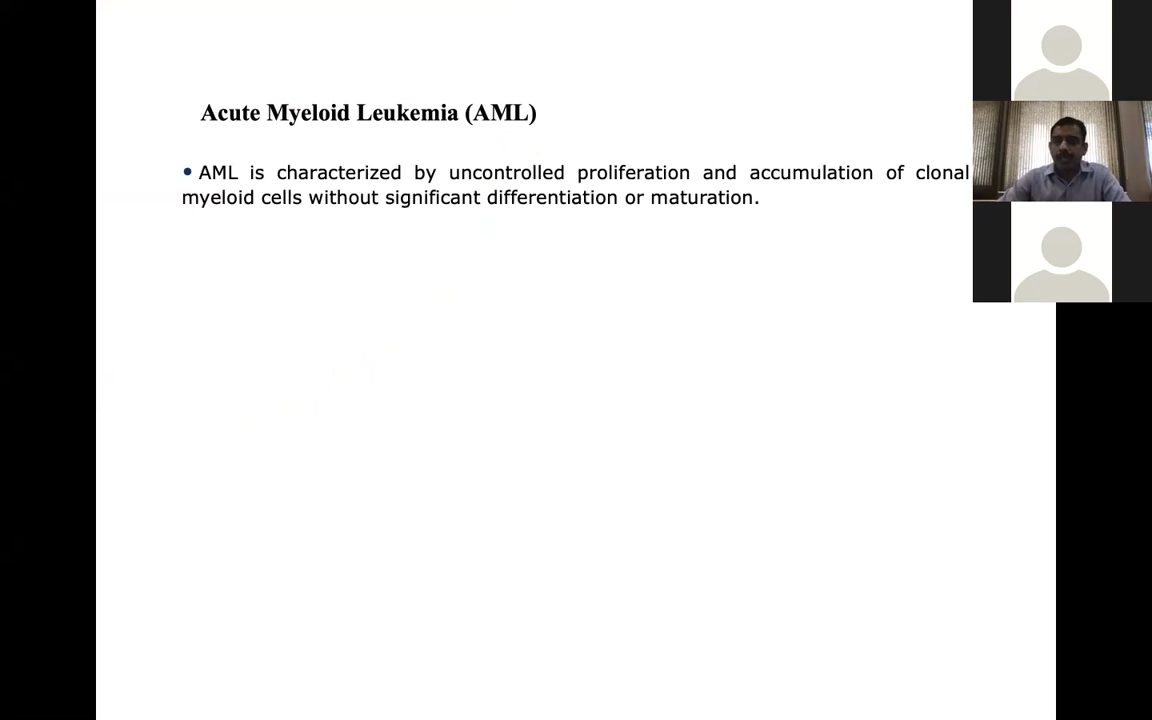 Acute Myeloid Leukemia (AML)
• AML is characterized by uncontrolled proliferation and accumulation of clonal
myeloid cells without significant differentiation or maturation.